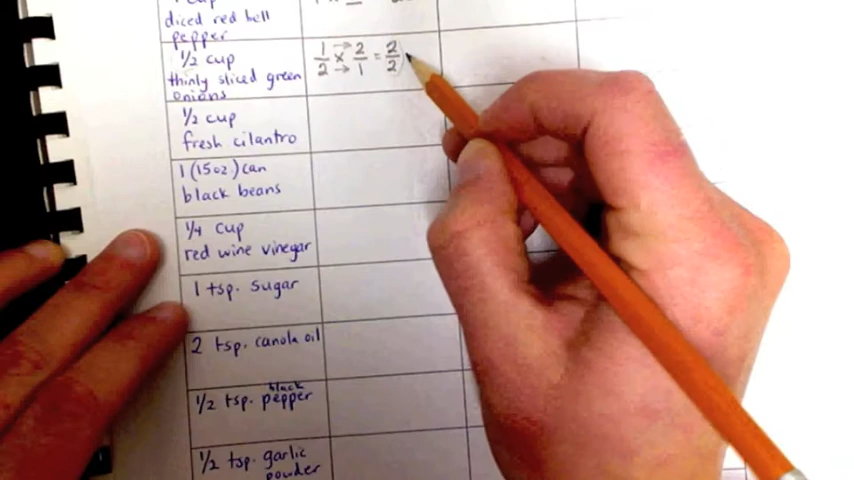 diced red bell
pepper
1/2 cup
thinly sliced green
onions
1/2 x 2/1 = 2/2
1/2 cup
fresh cilantro
1 (15oz.) can
black beans
1/4 cup
red wine vinegar
1 tsp. sugar
2 tsp. canola oil
1/2 tsp. black pepper
1/2 tsp. garlic
powder